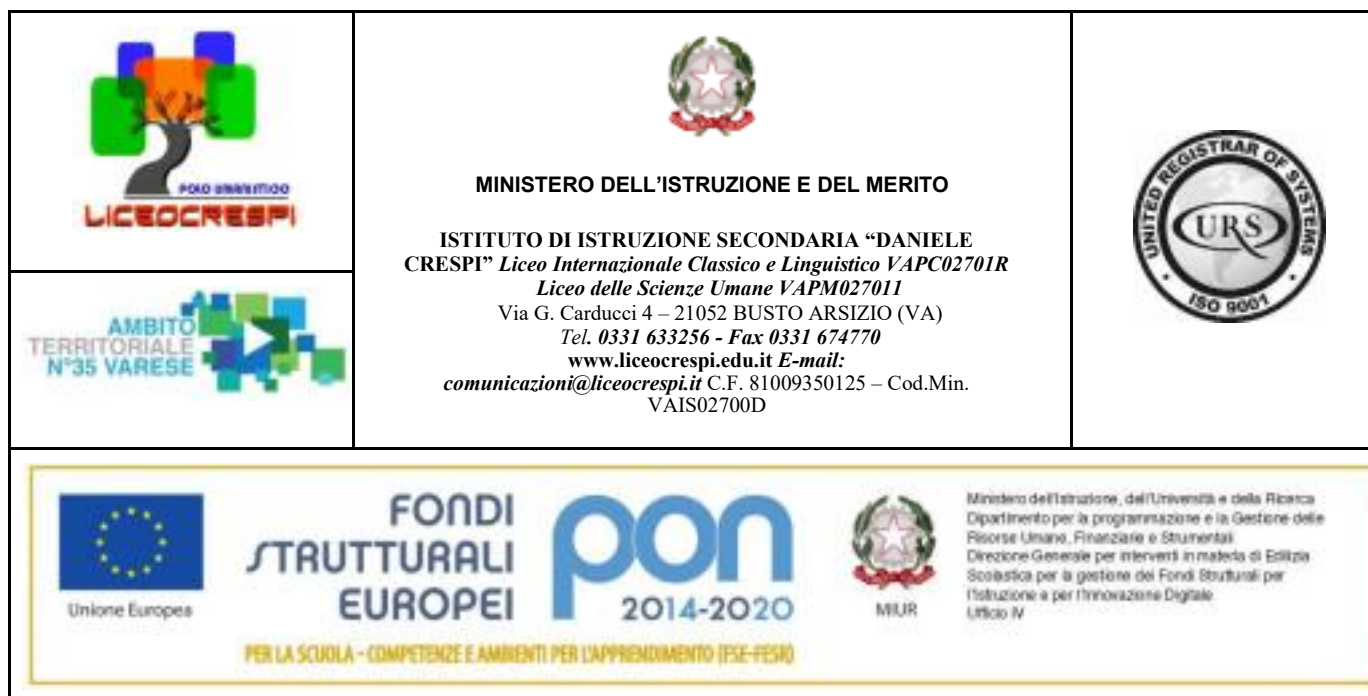 POLO UMANISTICO
LICEOCRESPI
AMBITO
TERRITORIALE
N°35 VARESE
MINISTERO DELL’ISTRUZIONE E DEL MERITO
ISTITUTO DI ISTRUZIONE SECONDARIA “DANIELE
CRESPI” Liceo Internazionale Classico e Linguistico VAPC02701R
Liceo delle Scienze Umane VAPM027011
Via G. Carducci 4 – 21052 BUSTO ARSIZIO (VA)
Tel. 0331 633256 - Fax 0331 674770
www.liceocrespi.edu.it E-mail:
comunicazioni@liceocrespi.it C.F. 81009350125 – Cod.Min.
VAIS02700D
UNITED REGISTRAR OF SYSTEMS
URS
ISO 9001
Unione Europea
FONDI
STRUTTURALI
EUROPEI
pon
2014-2020
PER LA SCUOLA - COMPETENZE E AMBIENTI PER L'APPRENDIMENTO (FSE-FESR)
MIUR
Ministero dell'Istruzione, dell'Università e della Ricerca
Dipartimento per la programmazione e la Gestione delle
Risorse Umane, Finanziarie e Strumentali
Direzione Generale per interventi in materia di Edilizia
Scolastica per la gestione dei Fondi Strutturali per
l'Istruzione e per l'Innovazione Digitale
Ufficio IV